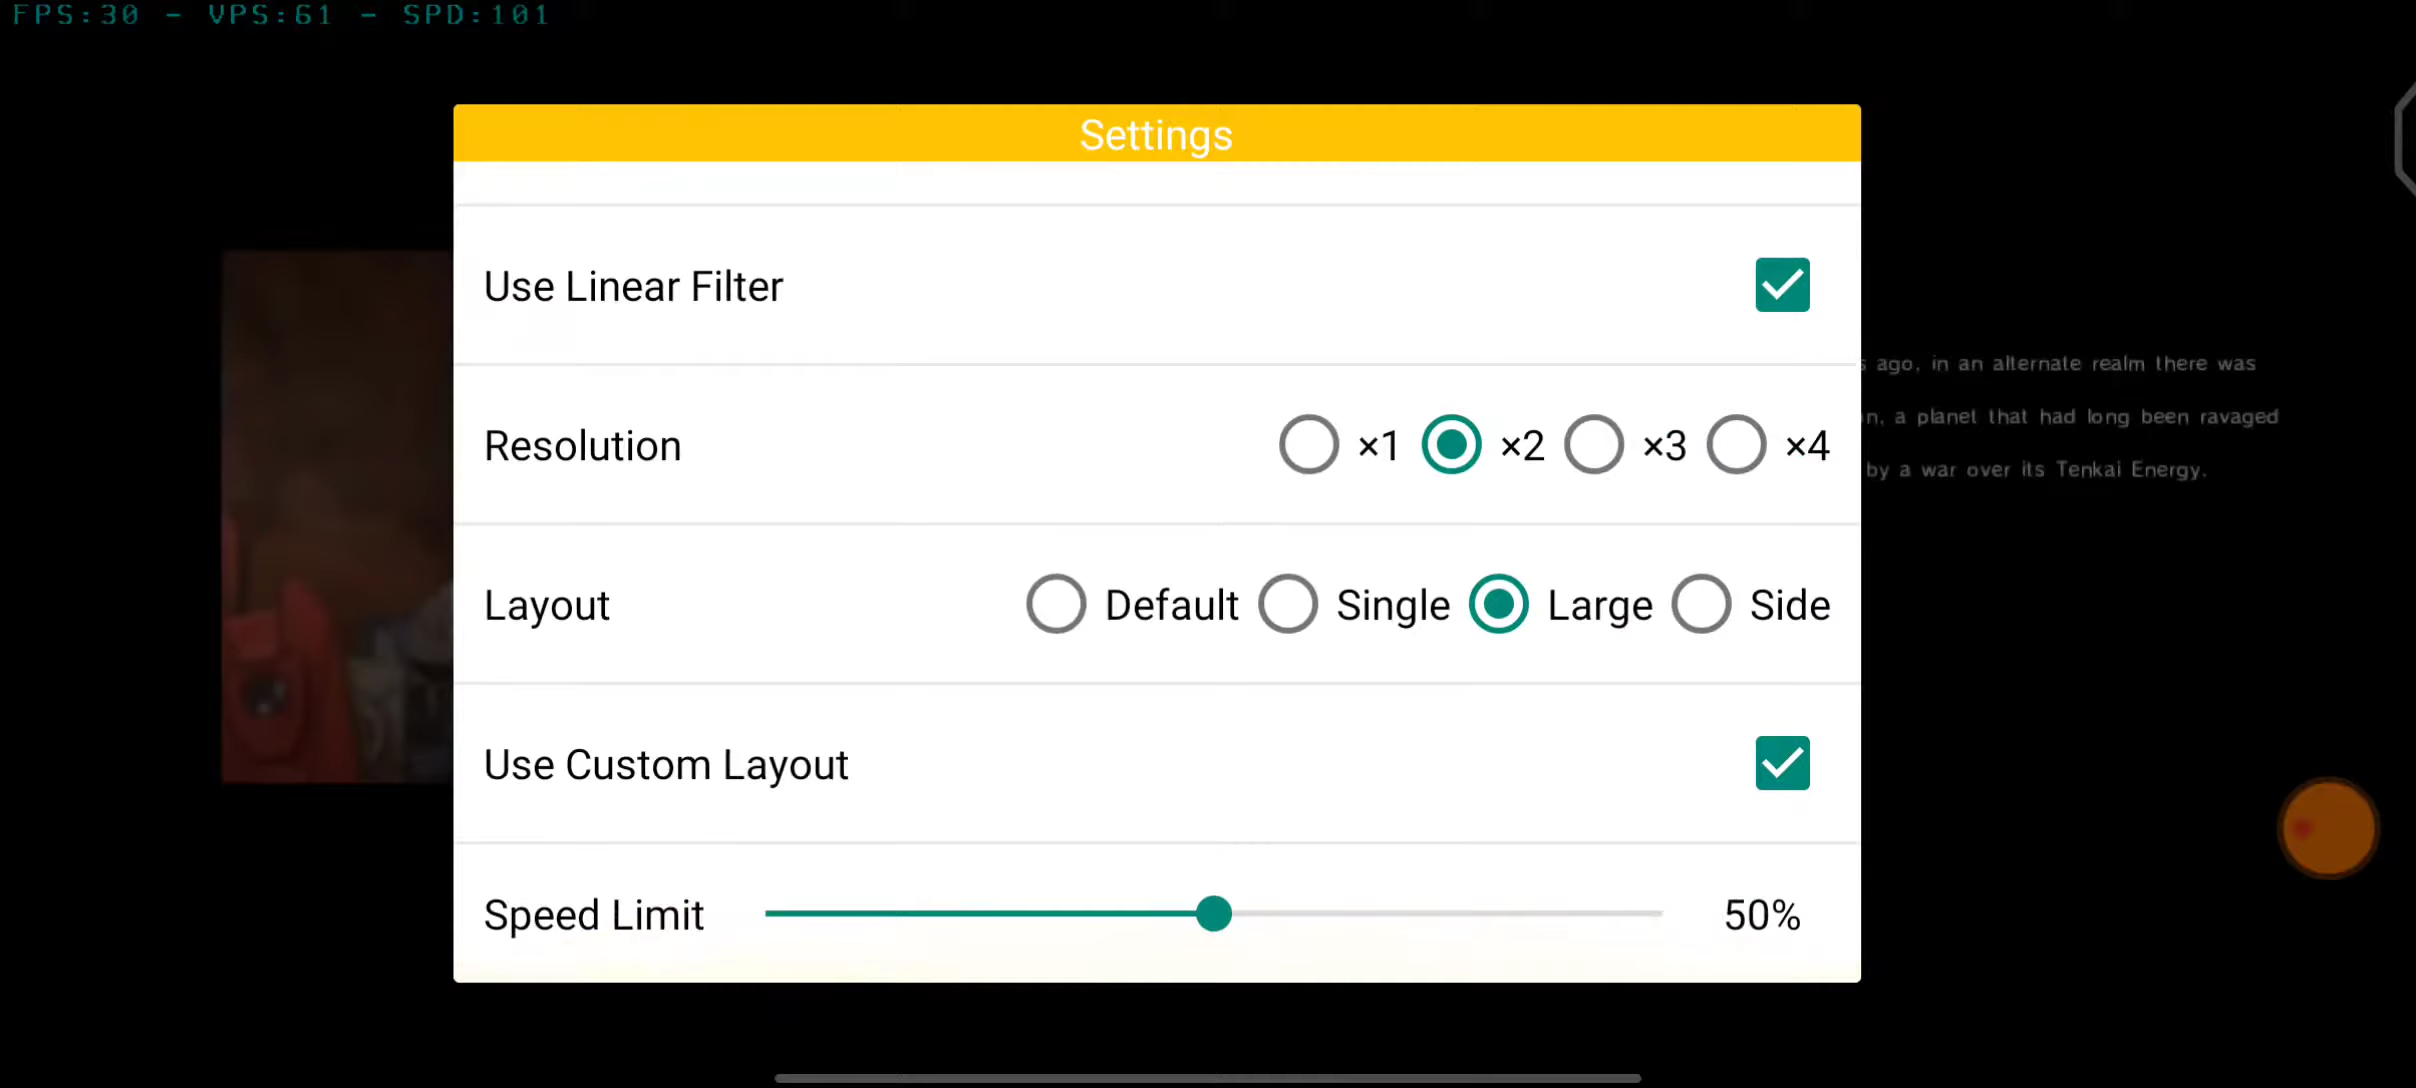 FPS:30 - VPS:61 - SPD:101
Settings
Use Linear Filter
ago, in an alternate realm there was
Resolution ×1 ×2 ×3 ×4
n, a planet that had long been ravaged
by a war over its Tenkai Energy.
Layout Default Single Large Side
Use Custom Layout
Speed Limit 50%